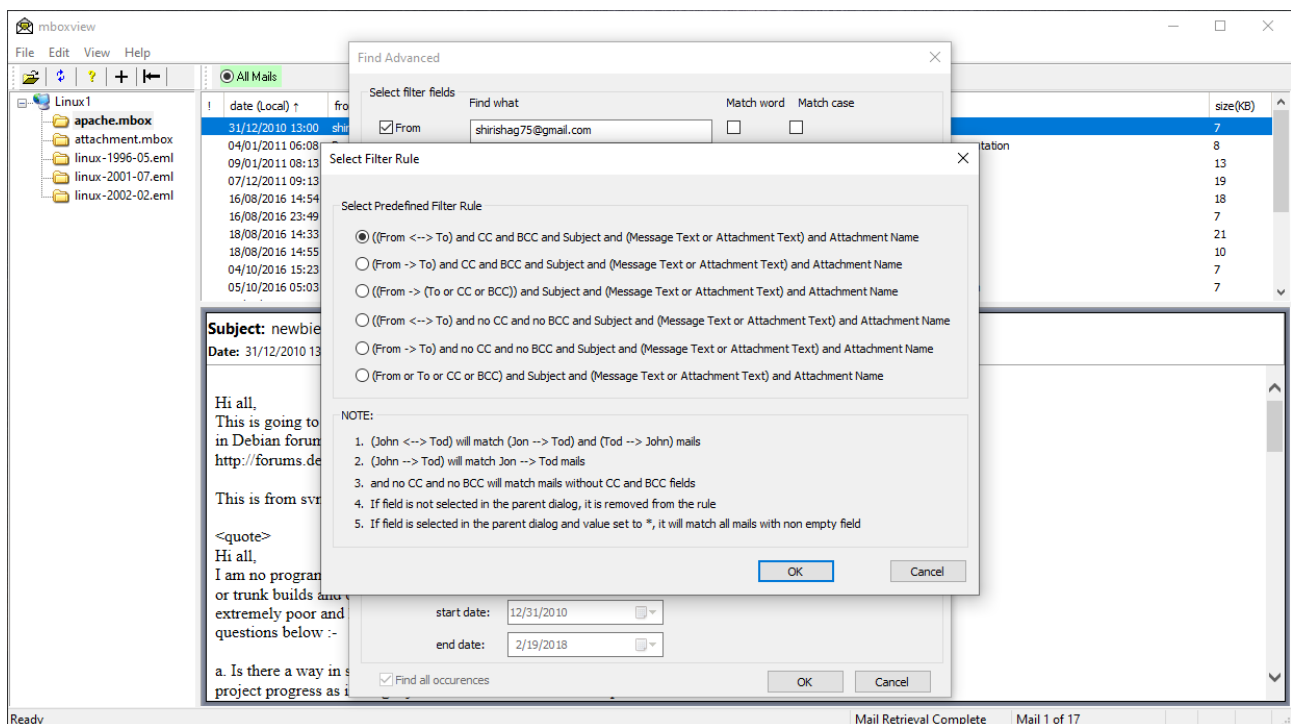 mboxview
File Edit View Help
All Mails
Linux1
apache.mbox
attachment.mbox
linux-1996-05.eml
linux-2001-07.eml
linux-2002-02.eml
! date (Local) ↑ fro size(KB)
31/12/2010 13:00 shir 7
04/01/2011 06:08 tation 8
09/01/2011 08:13 13
07/12/2011 09:13 19
16/08/2016 14:54 18
16/08/2016 23:49 7
18/08/2016 14:33 21
18/08/2016 14:55 10
04/10/2016 15:23 7
05/10/2016 05:03 7
Find Advanced
Select filter fields
Find what Match word Match case
From shirishag75@gmail.com
Select Filter Rule
Select Predefined Filter Rule
((From <--> To) and CC and BCC and Subject and (Message Text or Attachment Text) and Attachment Name
(From -> To) and CC and BCC and Subject and (Message Text or Attachment Text) and Attachment Name
((From -> (To or CC or BCC)) and Subject and (Message Text or Attachment Text) and Attachment Name
((From <--> To) and no CC and no BCC and Subject and (Message Text or Attachment Text) and Attachment Name
(From -> To) and no CC and no BCC and Subject and (Message Text or Attachment Text) and Attachment Name
(From or To or CC or BCC) and Subject and (Message Text or Attachment Text) and Attachment Name
NOTE:
1. (John <--> Tod) will match (Jon --> Tod) and (Tod --> John) mails
2. (John --> Tod) will match Jon --> Tod mails
3. and no CC and no BCC will match mails without CC and BCC fields
4. If field is not selected in the parent dialog, it is removed from the rule
5. If field is selected in the parent dialog and value set to *, it will match all mails with non empty field
OK Cancel
start date: 12/31/2010
end date: 2/19/2018
Find all occurences
OK Cancel
Subject: newbie
Date: 31/12/2010 13
Hi all,
This is going to
in Debian forum
http://forums.de
This is from svn
<quote>
Hi all,
I am no program
or trunk builds and
extremely poor and
questions below :-
a. Is there a way in s
project progress as i
Ready Mail Retrieval Complete Mail 1 of 17